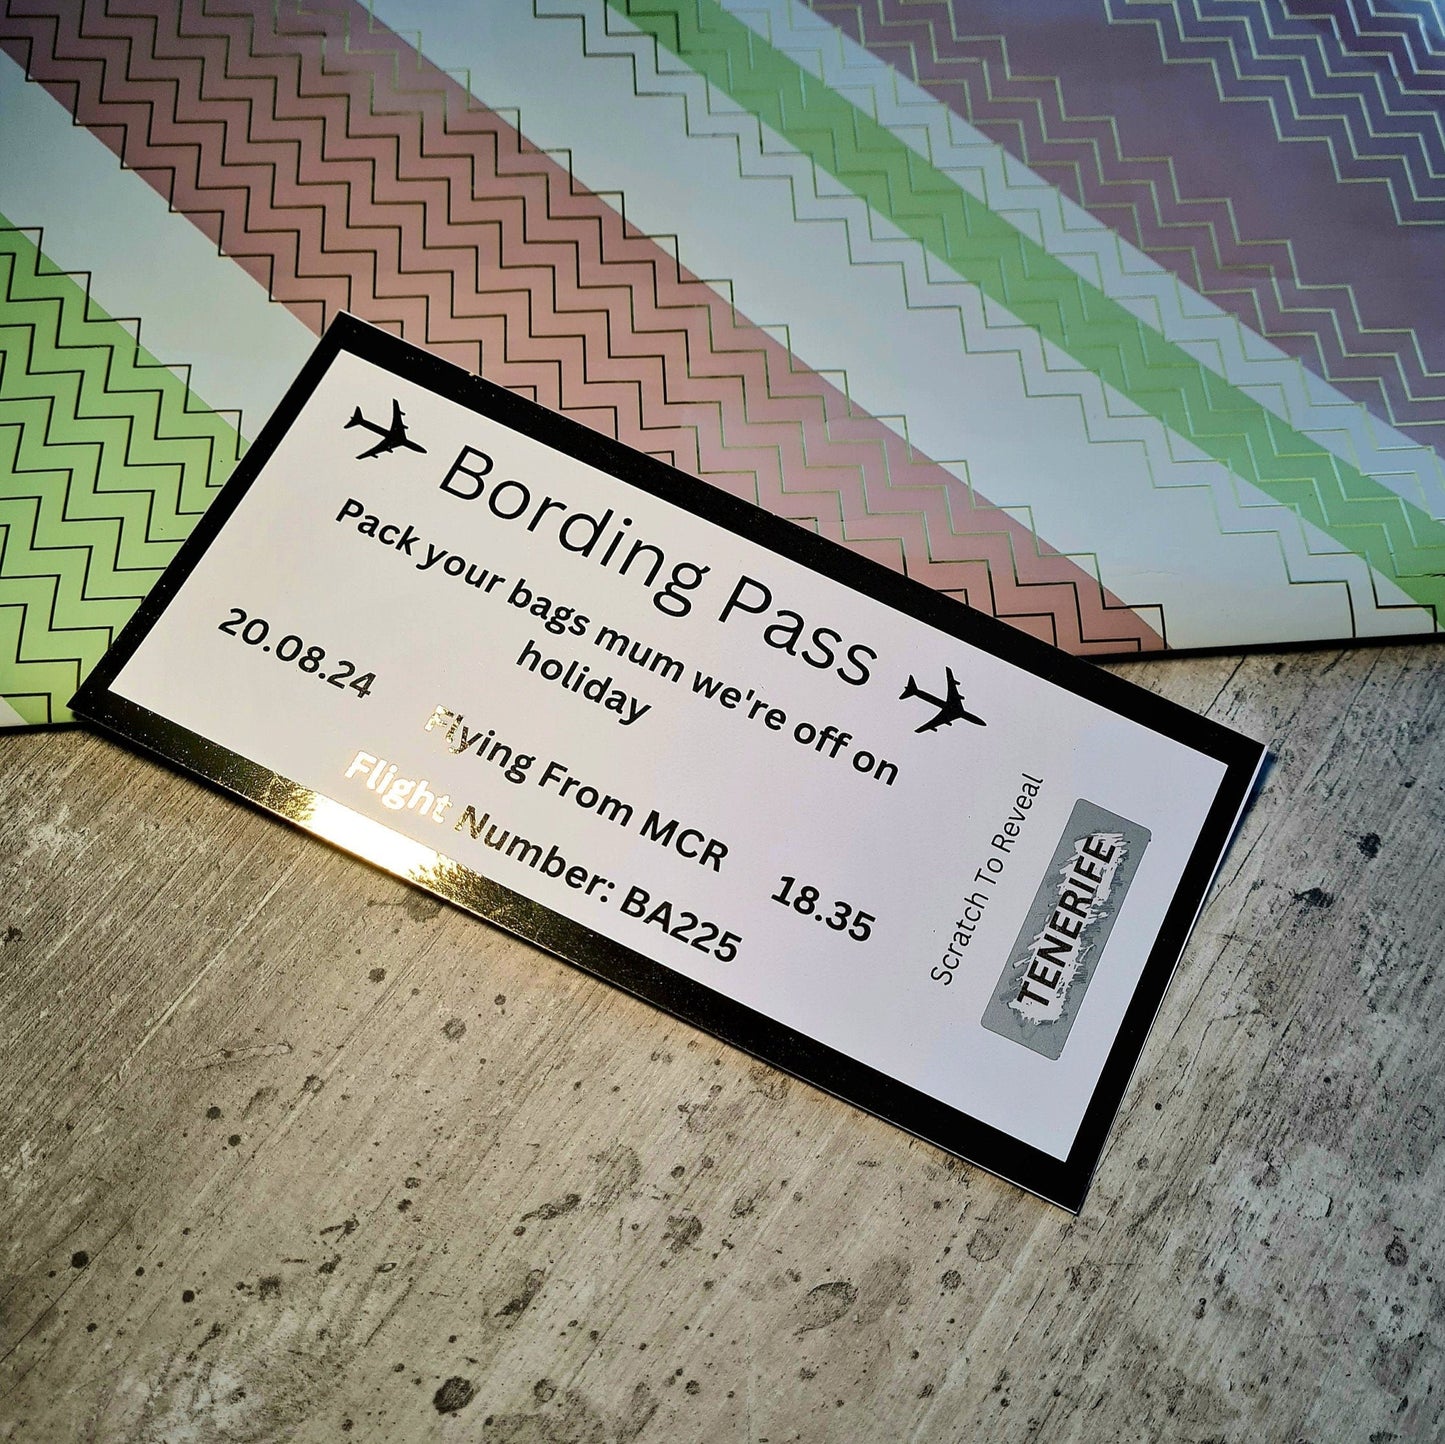 Bording Pass
Pack your bags mum we're off on
holiday
20.08.24
Flying From MCR
18.35
Flight Number: BA225
Scratch To Reveal
TENERIFE